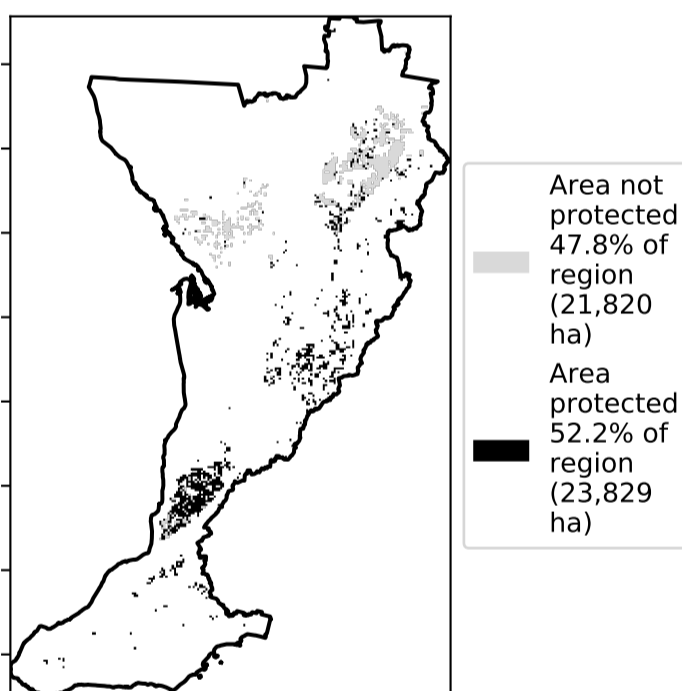 Area not
protected
47.8% of
region
(21,820
ha)
Area
protected
52.2% of
region
(23,829
ha)